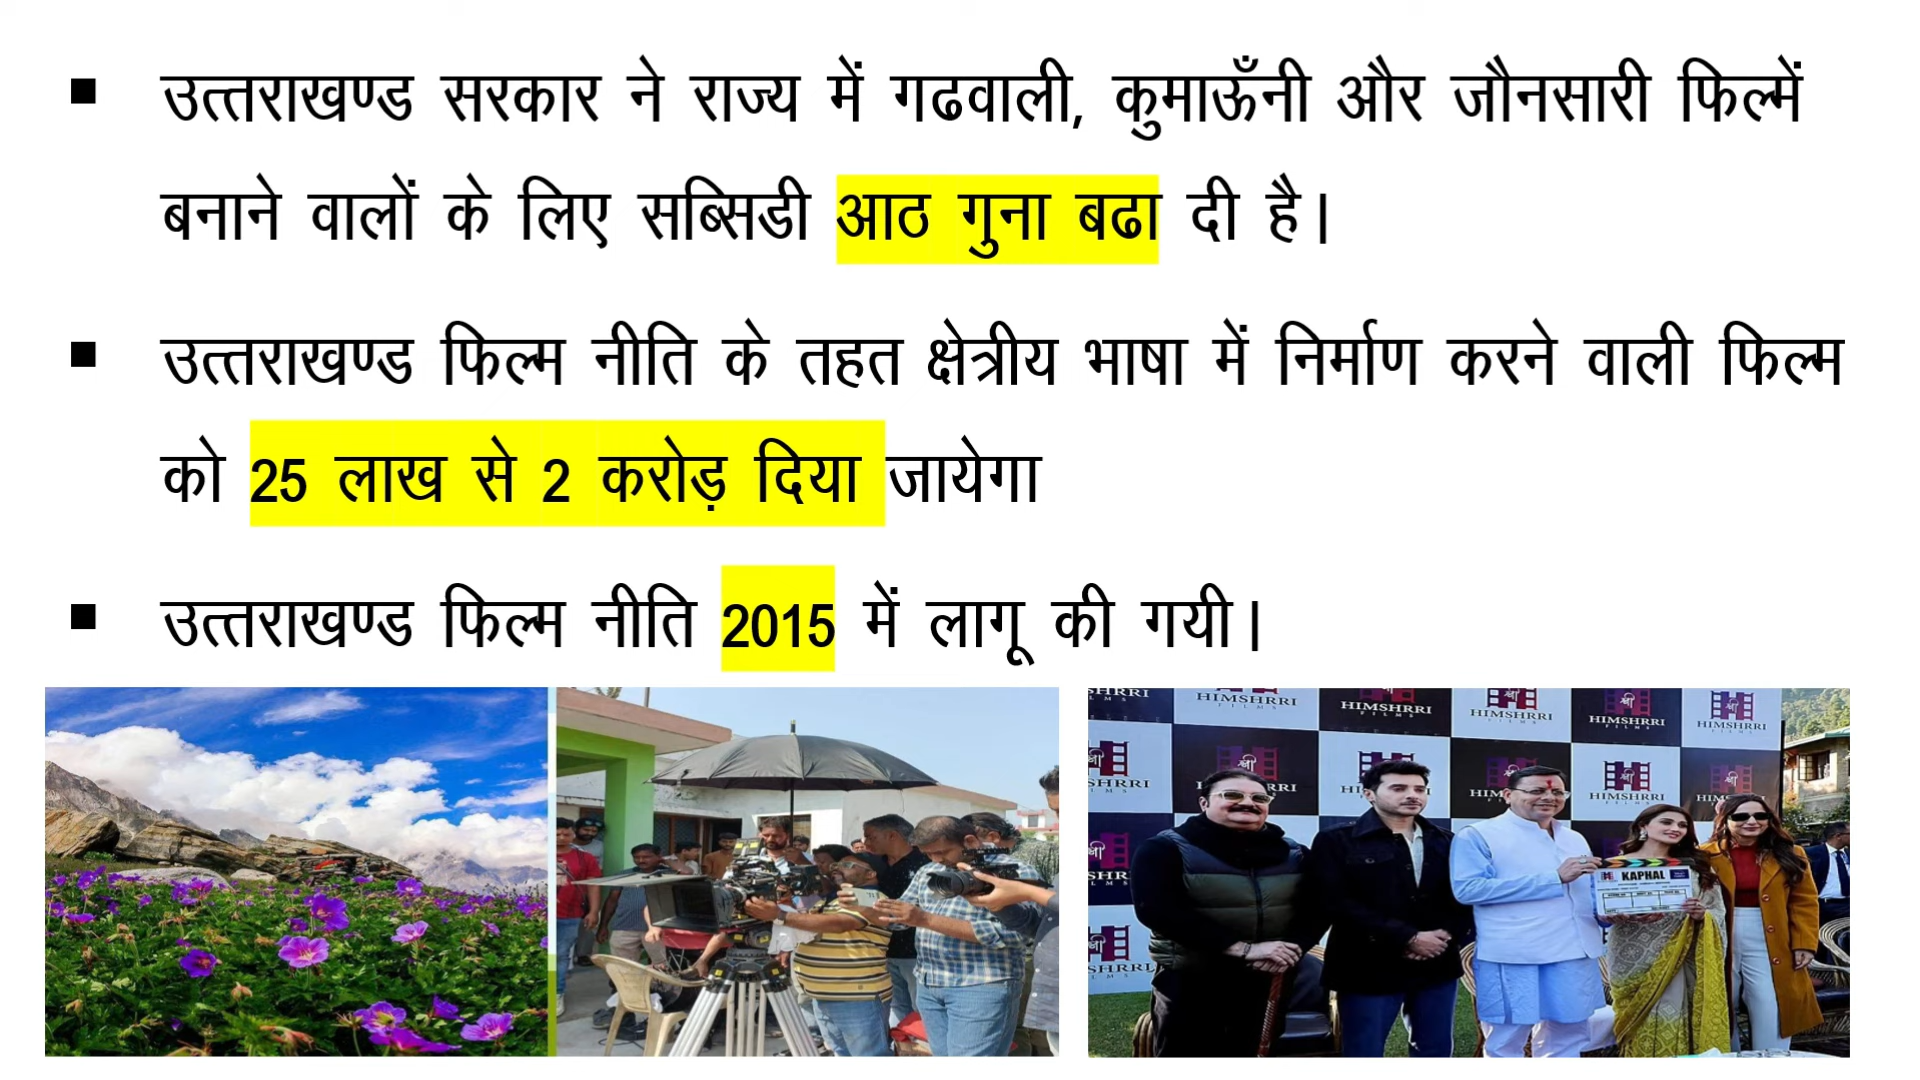 ▪ उत्तराखण्ड सरकार ने राज्य में गढवाली, कुमाऊँनी और जौनसारी फिल्में
बनाने वालों के लिए सब्सिडी आठ गुना बढा दी है।
▪ उत्तराखण्ड फिल्म नीति के तहत क्षेत्रीय भाषा में निर्माण करने वाली फिल्म
को 25 लाख से 2 करोड़ दिया जायेगा
▪ उत्तराखण्ड फिल्म नीति 2015 में लागू की गयी।
HIMSHRRI
FILMS
KAPHAL